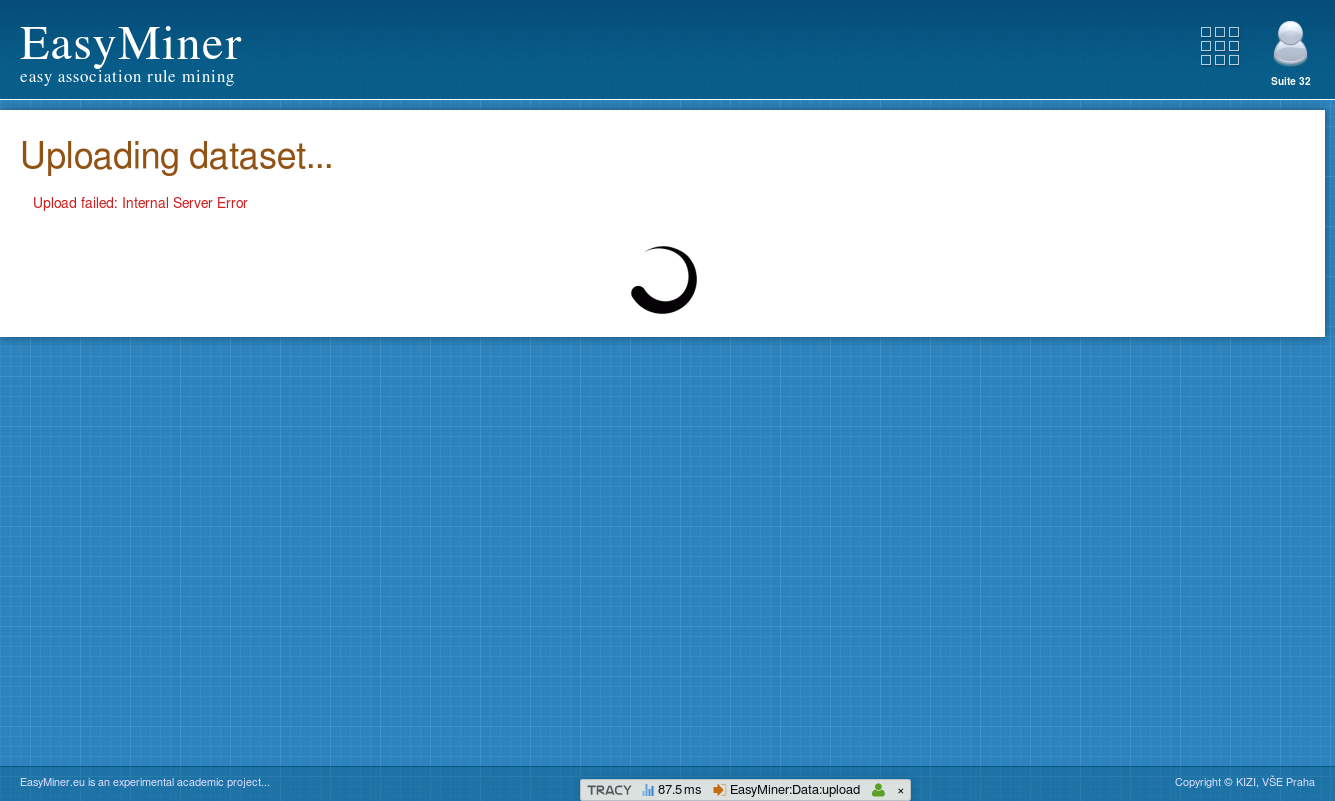 EasyMiner
easy association rule mining
Suite 32
Uploading dataset...
Upload failed: Internal Server Error
EasyMiner.eu is an experimental academic project...
TRACY 87.5 ms EasyMiner:Data:upload ×
Copyright © KIZI, VŠE Praha